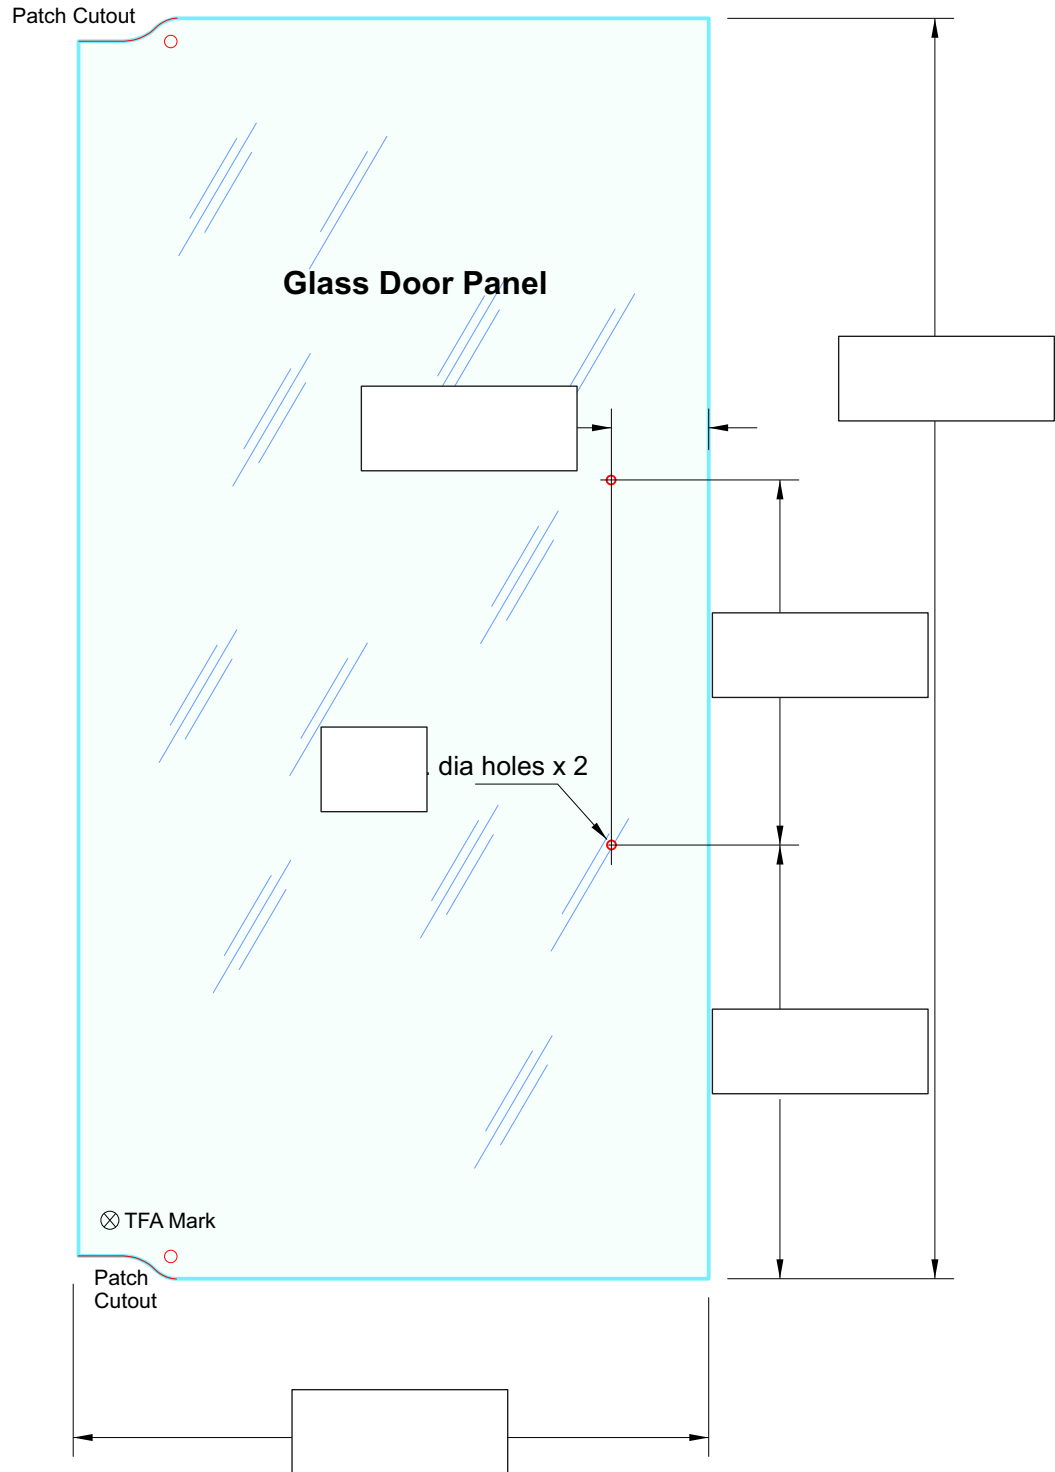 Patch Cutout
Glass Door Panel
. dia holes x 2
TFA Mark
Patch
Cutout